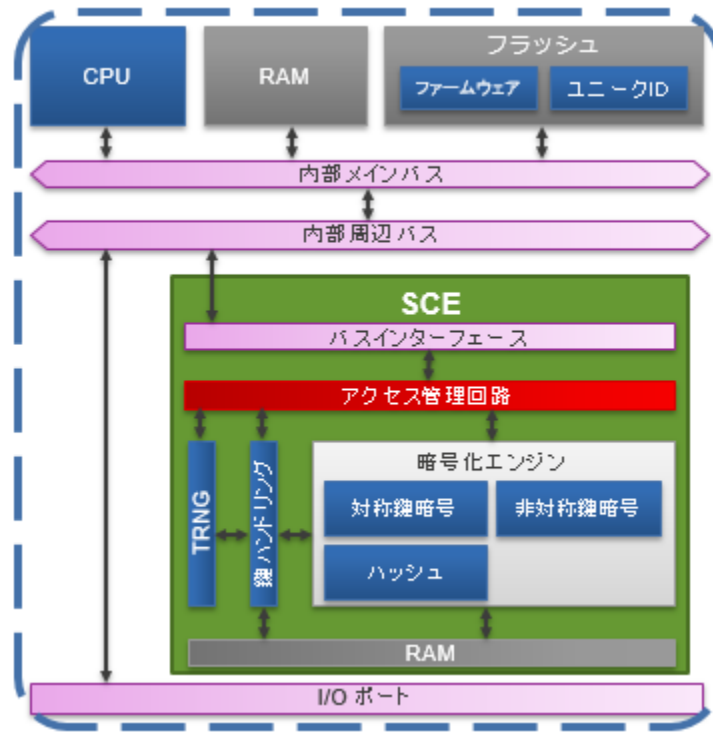 CPU
RAM
フラッシュ
ファームウェア
ユニークID
内部メインバス
内部周辺バス
SCE
バスインターフェース
アクセス管理回路
TRNG
鍵ハンドリング
暗号化エンジン
対称鍵暗号
非対称鍵暗号
ハッシュ
RAM
I/O ポート